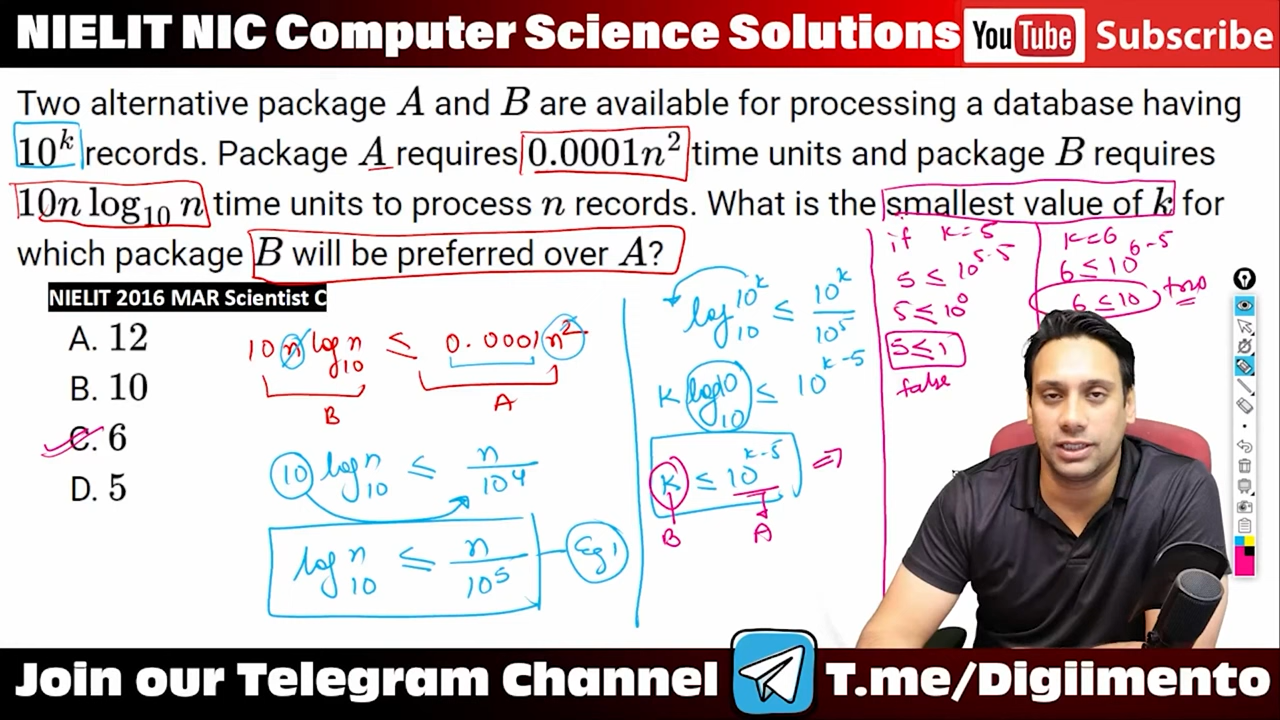 NIELIT NIC Computer Science Solutions YouTube Subscribe
Two alternative package A and B are available for processing a database having
10^k records. Package A requires 0.0001n^2 time units and package B requires
10n log_10 n time units to process n records. What is the smallest value of k for
which package B will be preferred over A?
NIELIT 2016 MAR Scientist C
A. 12
B. 10
C. 6
D. 5
10 n log_10 n ≤ 0.0001 n^2
B A
10 log_10 n ≤ n/10^4
log_10 n ≤ n/10^5 Eq 1
log_10 10^k ≤ 10^k/10^5
k log_10 10 ≤ 10^k-5
k ≤ 10^k-5 ⇒
B A
if k=5
5 ≤ 10^5-5
5 ≤ 10^0
5 ≤ 1
false
k=6
6 ≤ 10^6-5
6 ≤ 10 true
Join our Telegram Channel T.me/Digiimento